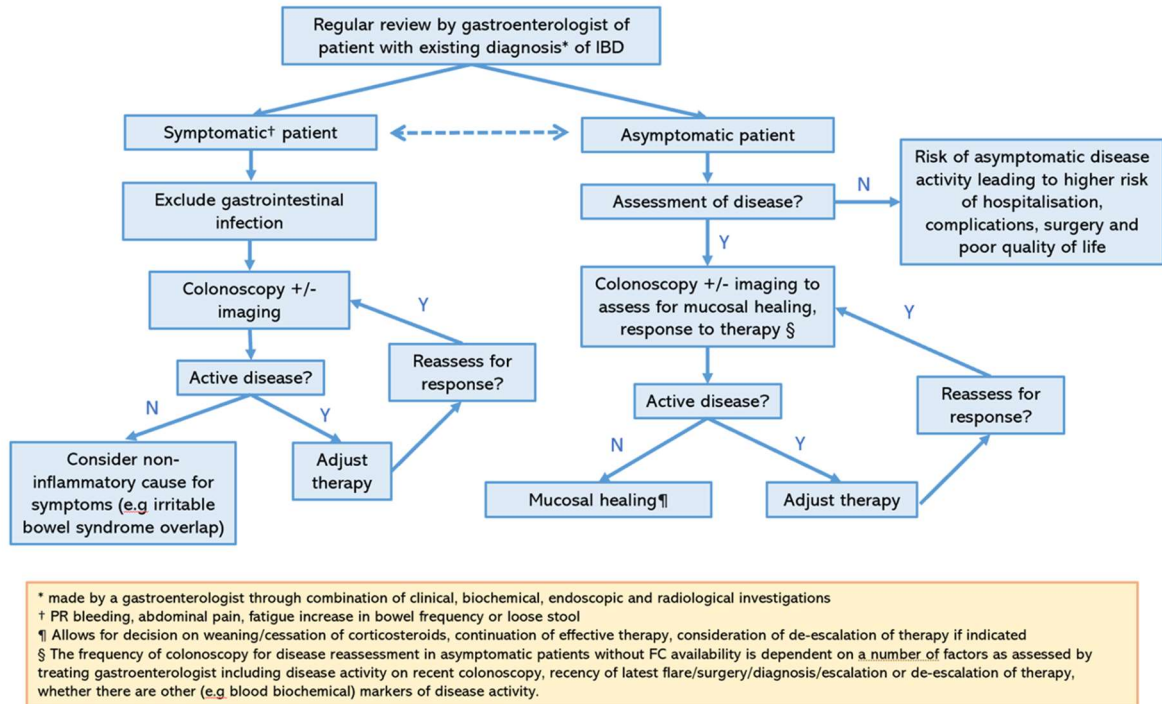 Regular review by gastroenterologist of
patient with existing diagnosis* of IBD
Symptomatic† patient
Asymptomatic patient
Exclude gastrointestinal
infection
Assessment of disease?
N
Risk of asymptomatic disease
activity leading to higher risk
of hospitalisation,
complications, surgery and
poor quality of life
Y
Colonoscopy +/-
imaging
Y
Colonoscopy +/- imaging to
assess for mucosal healing,
response to therapy §
Y
Active disease?
Reassess for
response?
Active disease?
Reassess for
response?
N
Y
N
Y
Consider non-
inflammatory cause for
symptoms (e.g irritable
bowel syndrome overlap)
Adjust
therapy
Mucosal healing¶
Adjust therapy
* made by a gastroenterologist through combination of clinical, biochemical, endoscopic and radiological investigations
† PR bleeding, abdominal pain, fatigue increase in bowel frequency or loose stool
¶ Allows for decision on weaning/cessation of corticosteroids, continuation of effective therapy, consideration of de-escalation of therapy if indicated
§ The frequency of colonoscopy for disease reassessment in asymptomatic patients without FC availability is dependent on a number of factors as assessed by
treating gastroenterologist including disease activity on recent colonoscopy, recency of latest flare/surgery/diagnosis/escalation or de-escalation of therapy,
whether there are other (e.g blood biochemical) markers of disease activity.